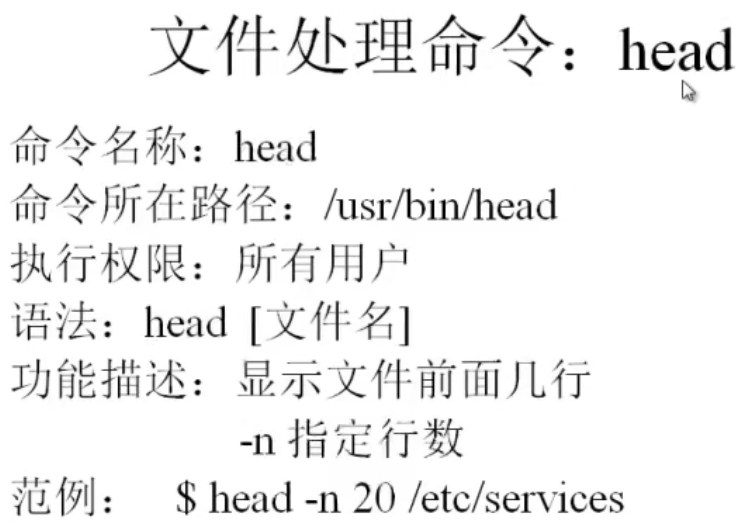 文件处理命令：head
命令名称：head
命令所在路径：/usr/bin/head
执行权限：所有用户
语法：head [文件名]
功能描述：显示文件前面几行
-n 指定行数
范例： $ head -n 20 /etc/services